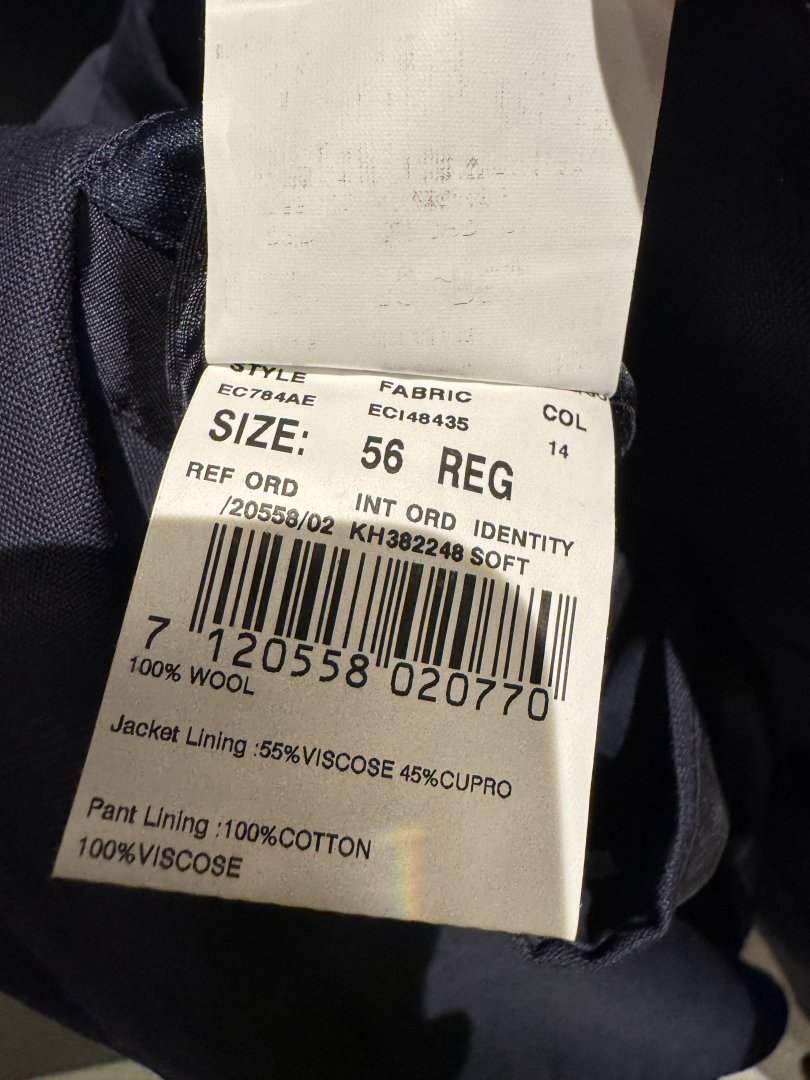 STYLE FABRIC COL
EC784AE ECI48435 14
SIZE: 56 REG
REF ORD INT ORD IDENTITY
/20558/02 KH382248 SOFT
7 120558 020770
100% WOOL
Jacket Lining :55%VISCOSE 45%CUPRO
Pant Lining :100%COTTON
100%VISCOSE